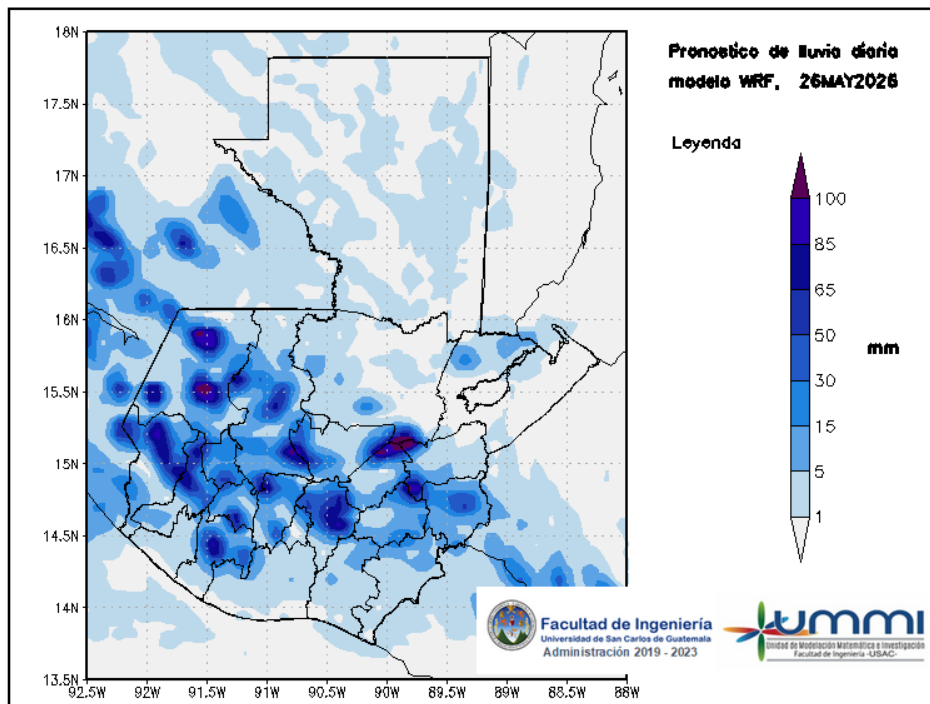 Pronostico de lluvia diaria
modelo WRF, 26MAY2026
Leyenda
100
85
65
50
30
15
5
1
mm
18N
17.5N
17N
16.5N
16N
15.5N
15N
14.5N
14N
13.5N
92.5W
92W
91.5W
91W
90.5W
90W
89.5W
89W
88.5W
88W
Facultad de Ingeniería
Universidad de San Carlos de Guatemala
Administración 2019 - 2023
UMMI
Unidad de Modelación Matemática e Investigación
Facultad de Ingeniería -USAC-